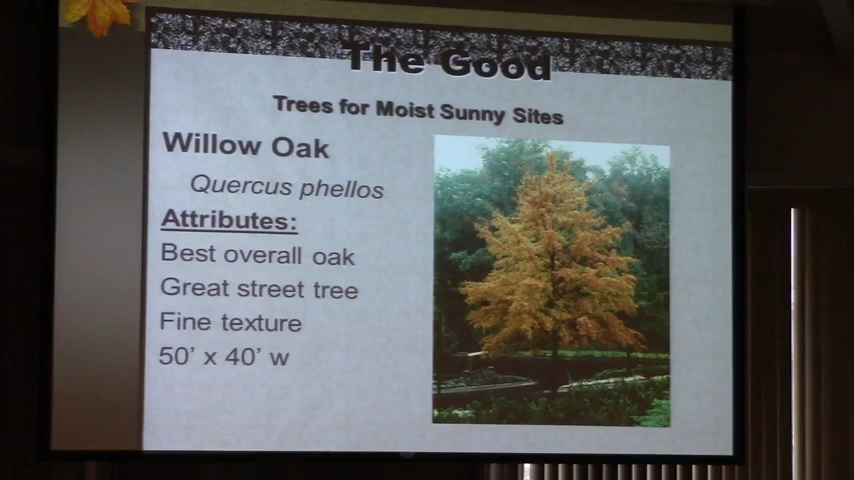 The Good
Trees for Moist Sunny Sites
Willow Oak
Quercus phellos
Attributes:
Best overall oak
Great street tree
Fine texture
50' x 40' w